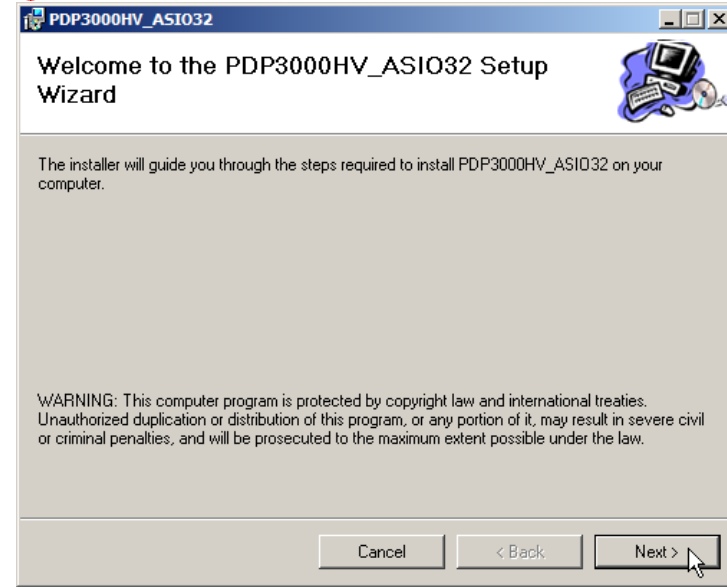 PDP3000HV_ASIO32
Welcome to the PDP3000HV_ASIO32 Setup
Wizard
The installer will guide you through the steps required to install PDP3000HV_ASIO32 on your
computer.
WARNING: This computer program is protected by copyright law and international treaties.
Unauthorized duplication or distribution of this program, or any portion of it, may result in severe civil
or criminal penalties, and will be prosecuted to the maximum extent possible under the law.
Cancel < Back Next >